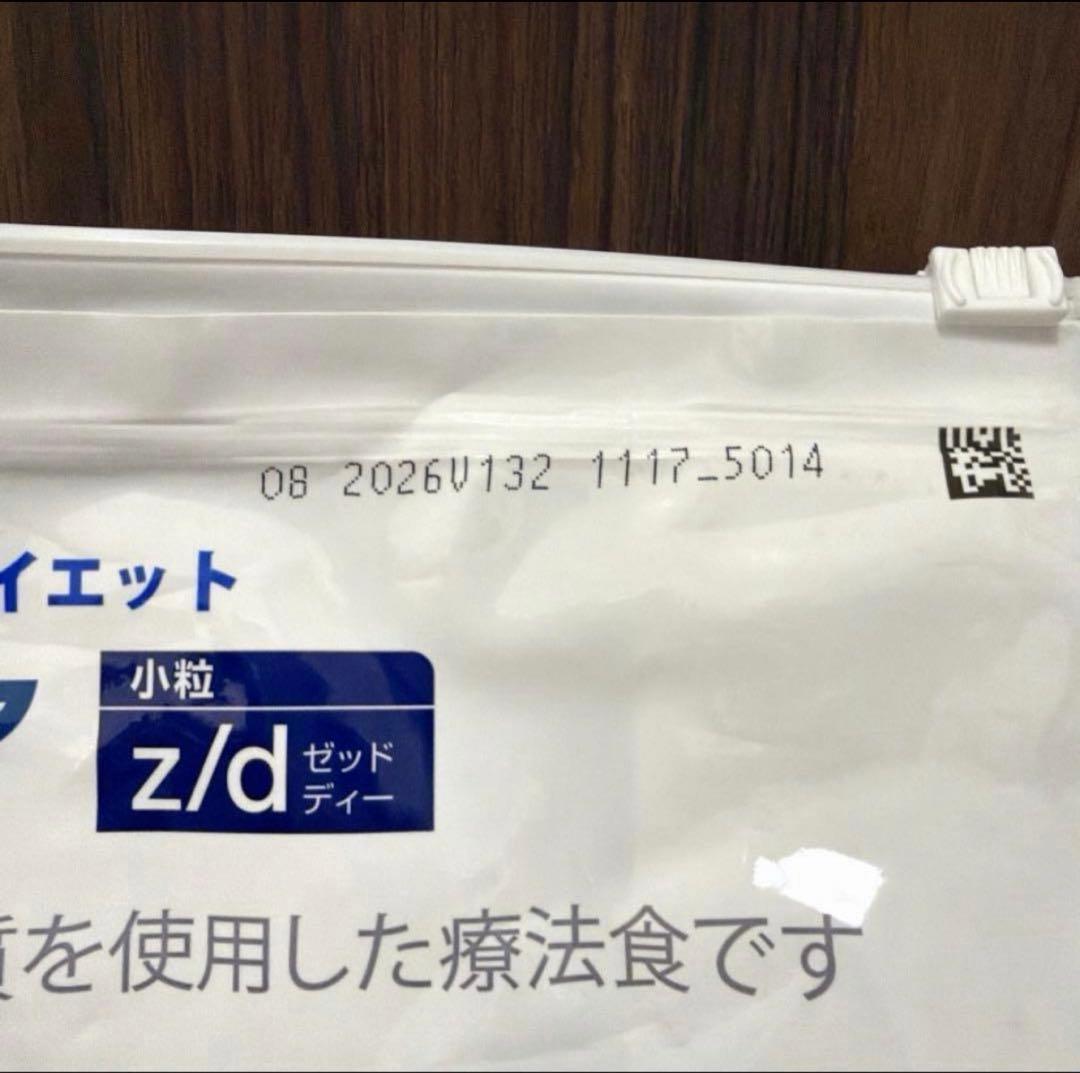 08 2026V132 1117_5014
イエット
小粒
z/d ゼッド
ディー
を使用した療法食です